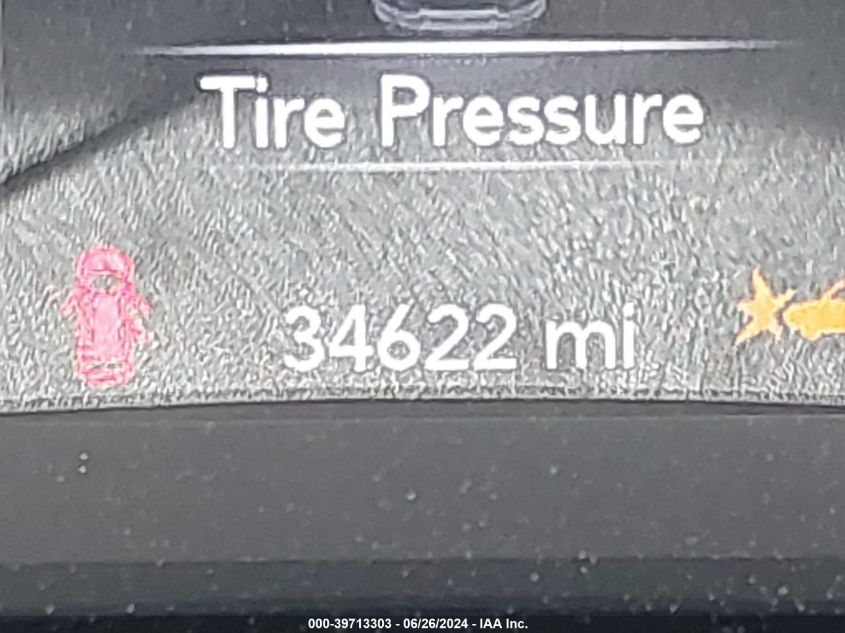 Tire Pressure
34622 mi
000-39713303 - 06/26/2024 - IAA Inc.